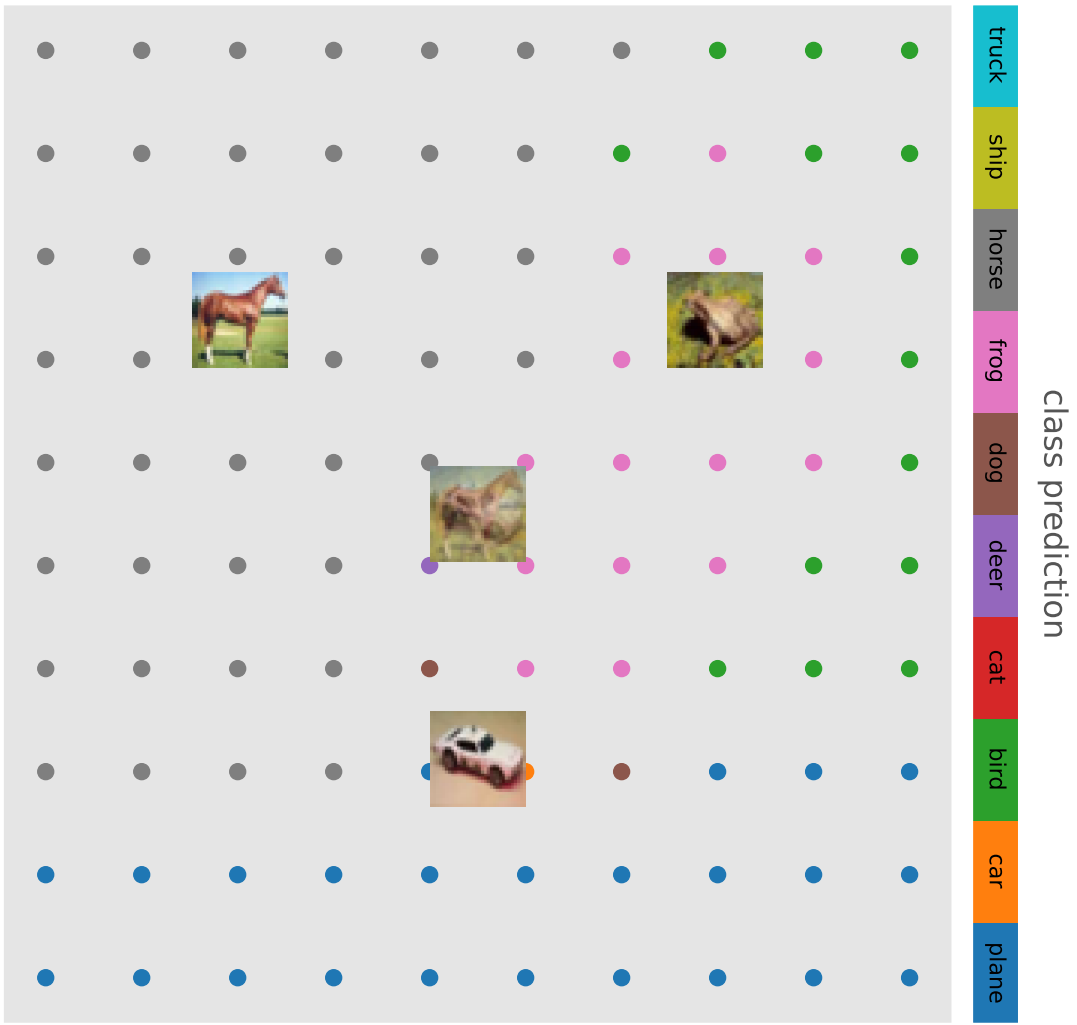 truck
ship
horse
frog
dog
deer
cat
bird
car
plane
class prediction